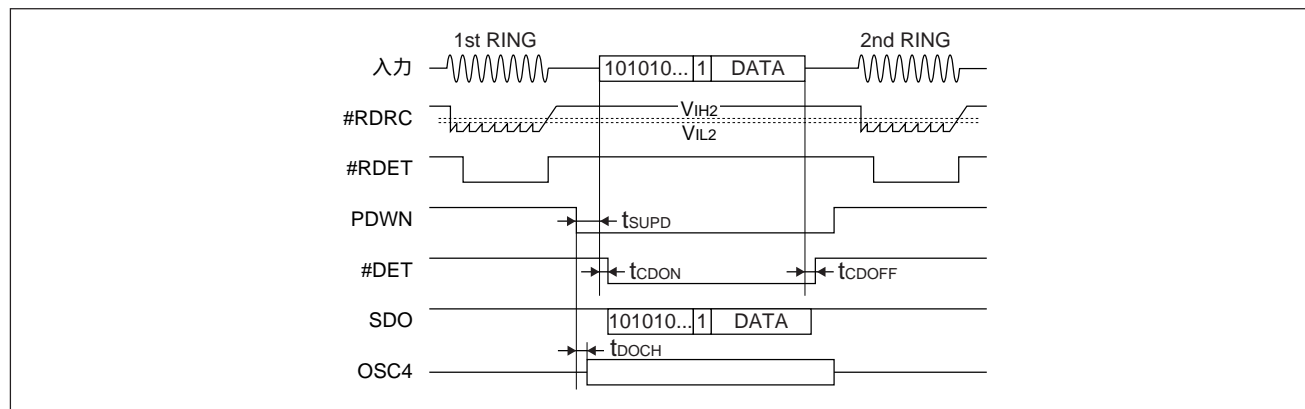 1st RING
2nd RING
入力
101010...
1
DATA
#RDRC
VIH2
VIL2
#RDET
PDWN
tSUPD
#DET
tCDON
tCDOFF
SDO
101010...
1
DATA
tDOCH
OSC4